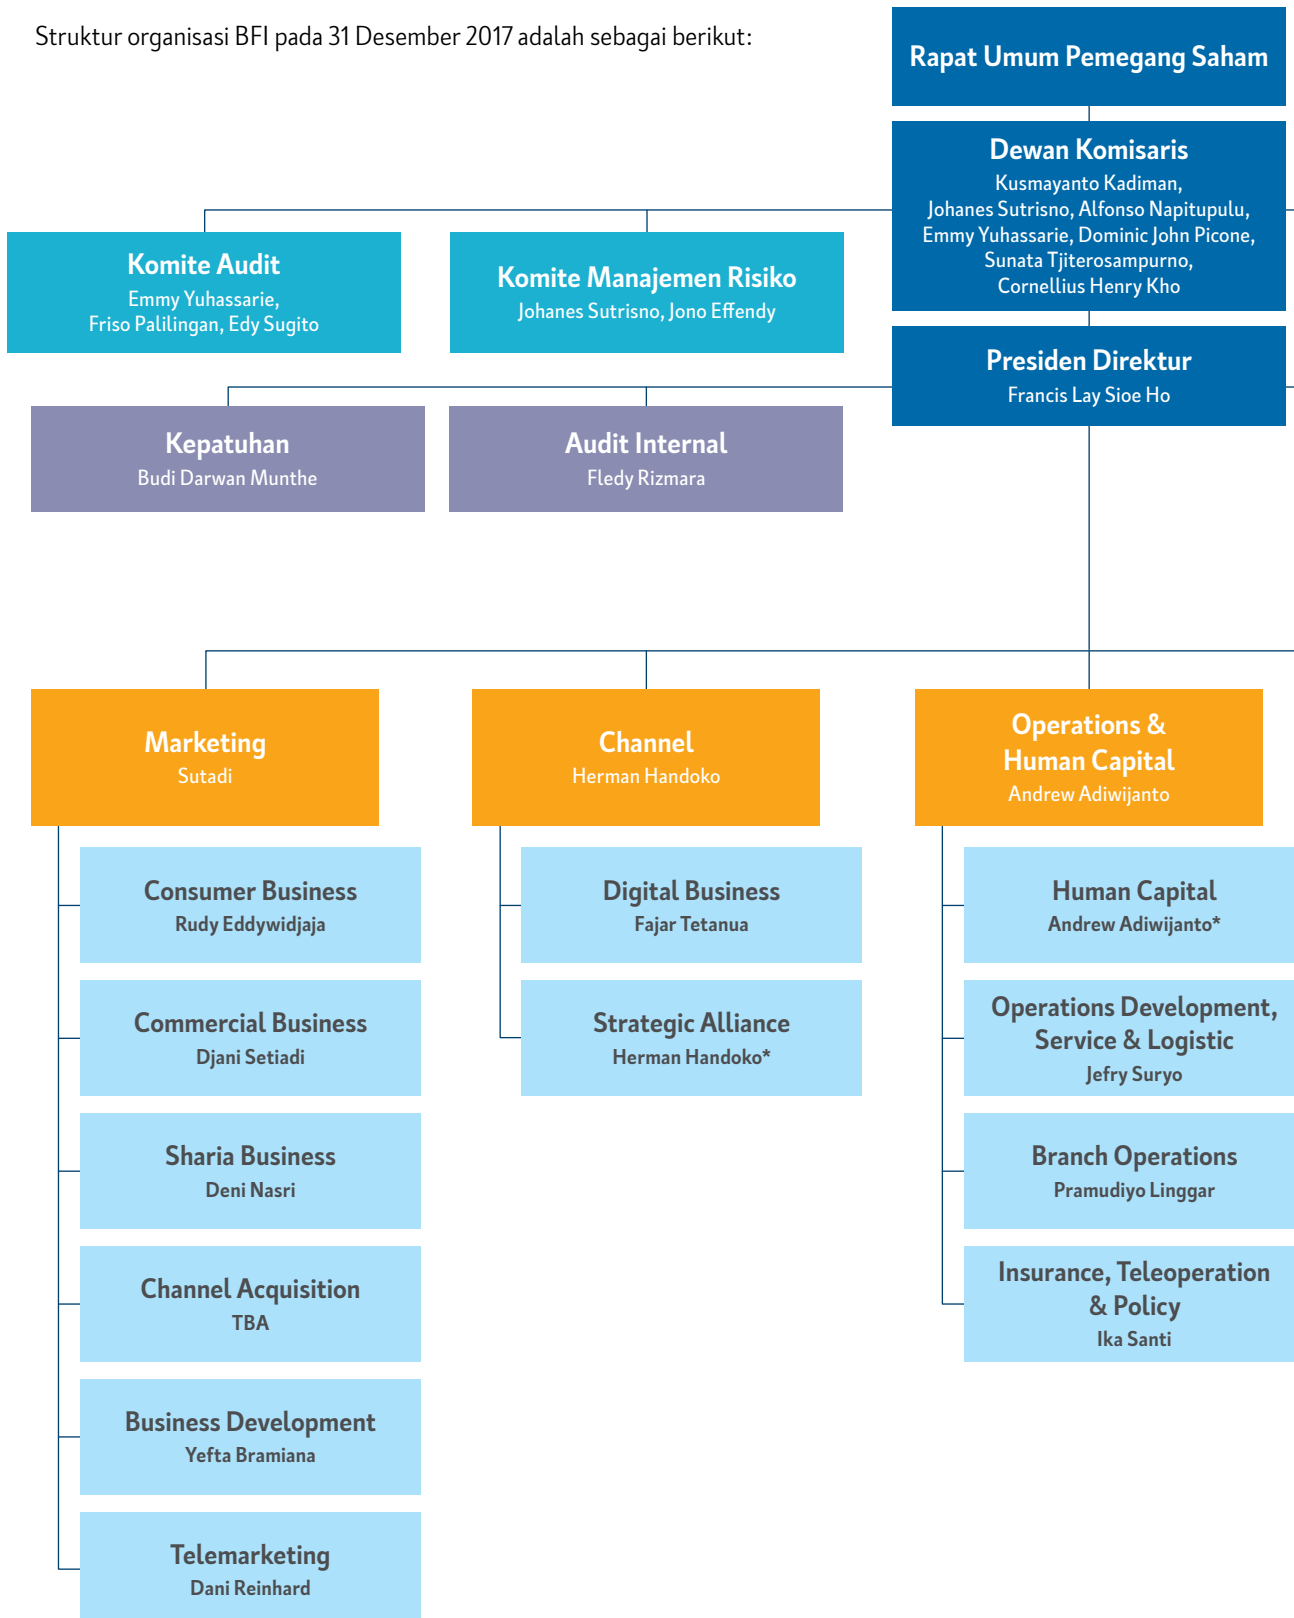 Struktur organisasi BFI pada 31 Desember 2017 adalah sebagai berikut:
Rapat Umum Pemegang Saham
Dewan Komisaris
Kusmayanto Kadiman,
Johanes Sutrisno, Alfonso Napitupulu,
Emmy Yuhassarie, Dominic John Picone,
Sunata Tjiterosampurno,
Cornellius Henry Kho
Komite Audit
Emmy Yuhassarie,
Friso Palilingan, Edy Sugito
Komite Manajemen Risiko
Johanes Sutrisno, Jono Effendy
Presiden Direktur
Francis Lay Sioe Ho
Kepatuhan
Budi Darwan Munthe
Audit Internal
Fledy Rizmara
Marketing
Sutadi
Consumer Business
Rudy Eddywidjaja
Commercial Business
Djani Setiadi
Sharia Business
Deni Nasri
Channel Acquisition
TBA
Business Development
Yefta Bramiana
Telemarketing
Dani Reinhard
Channel
Herman Handoko
Digital Business
Fajar Tetanua
Strategic Alliance
Herman Handoko*
Operations &
Human Capital
Andrew Adiwijanto
Human Capital
Andrew Adiwijanto*
Operations Development,
Service & Logistic
Jefry Suryo
Branch Operations
Pramudiyo Linggar
Insurance, Teleoperation
& Policy
Ika Santi